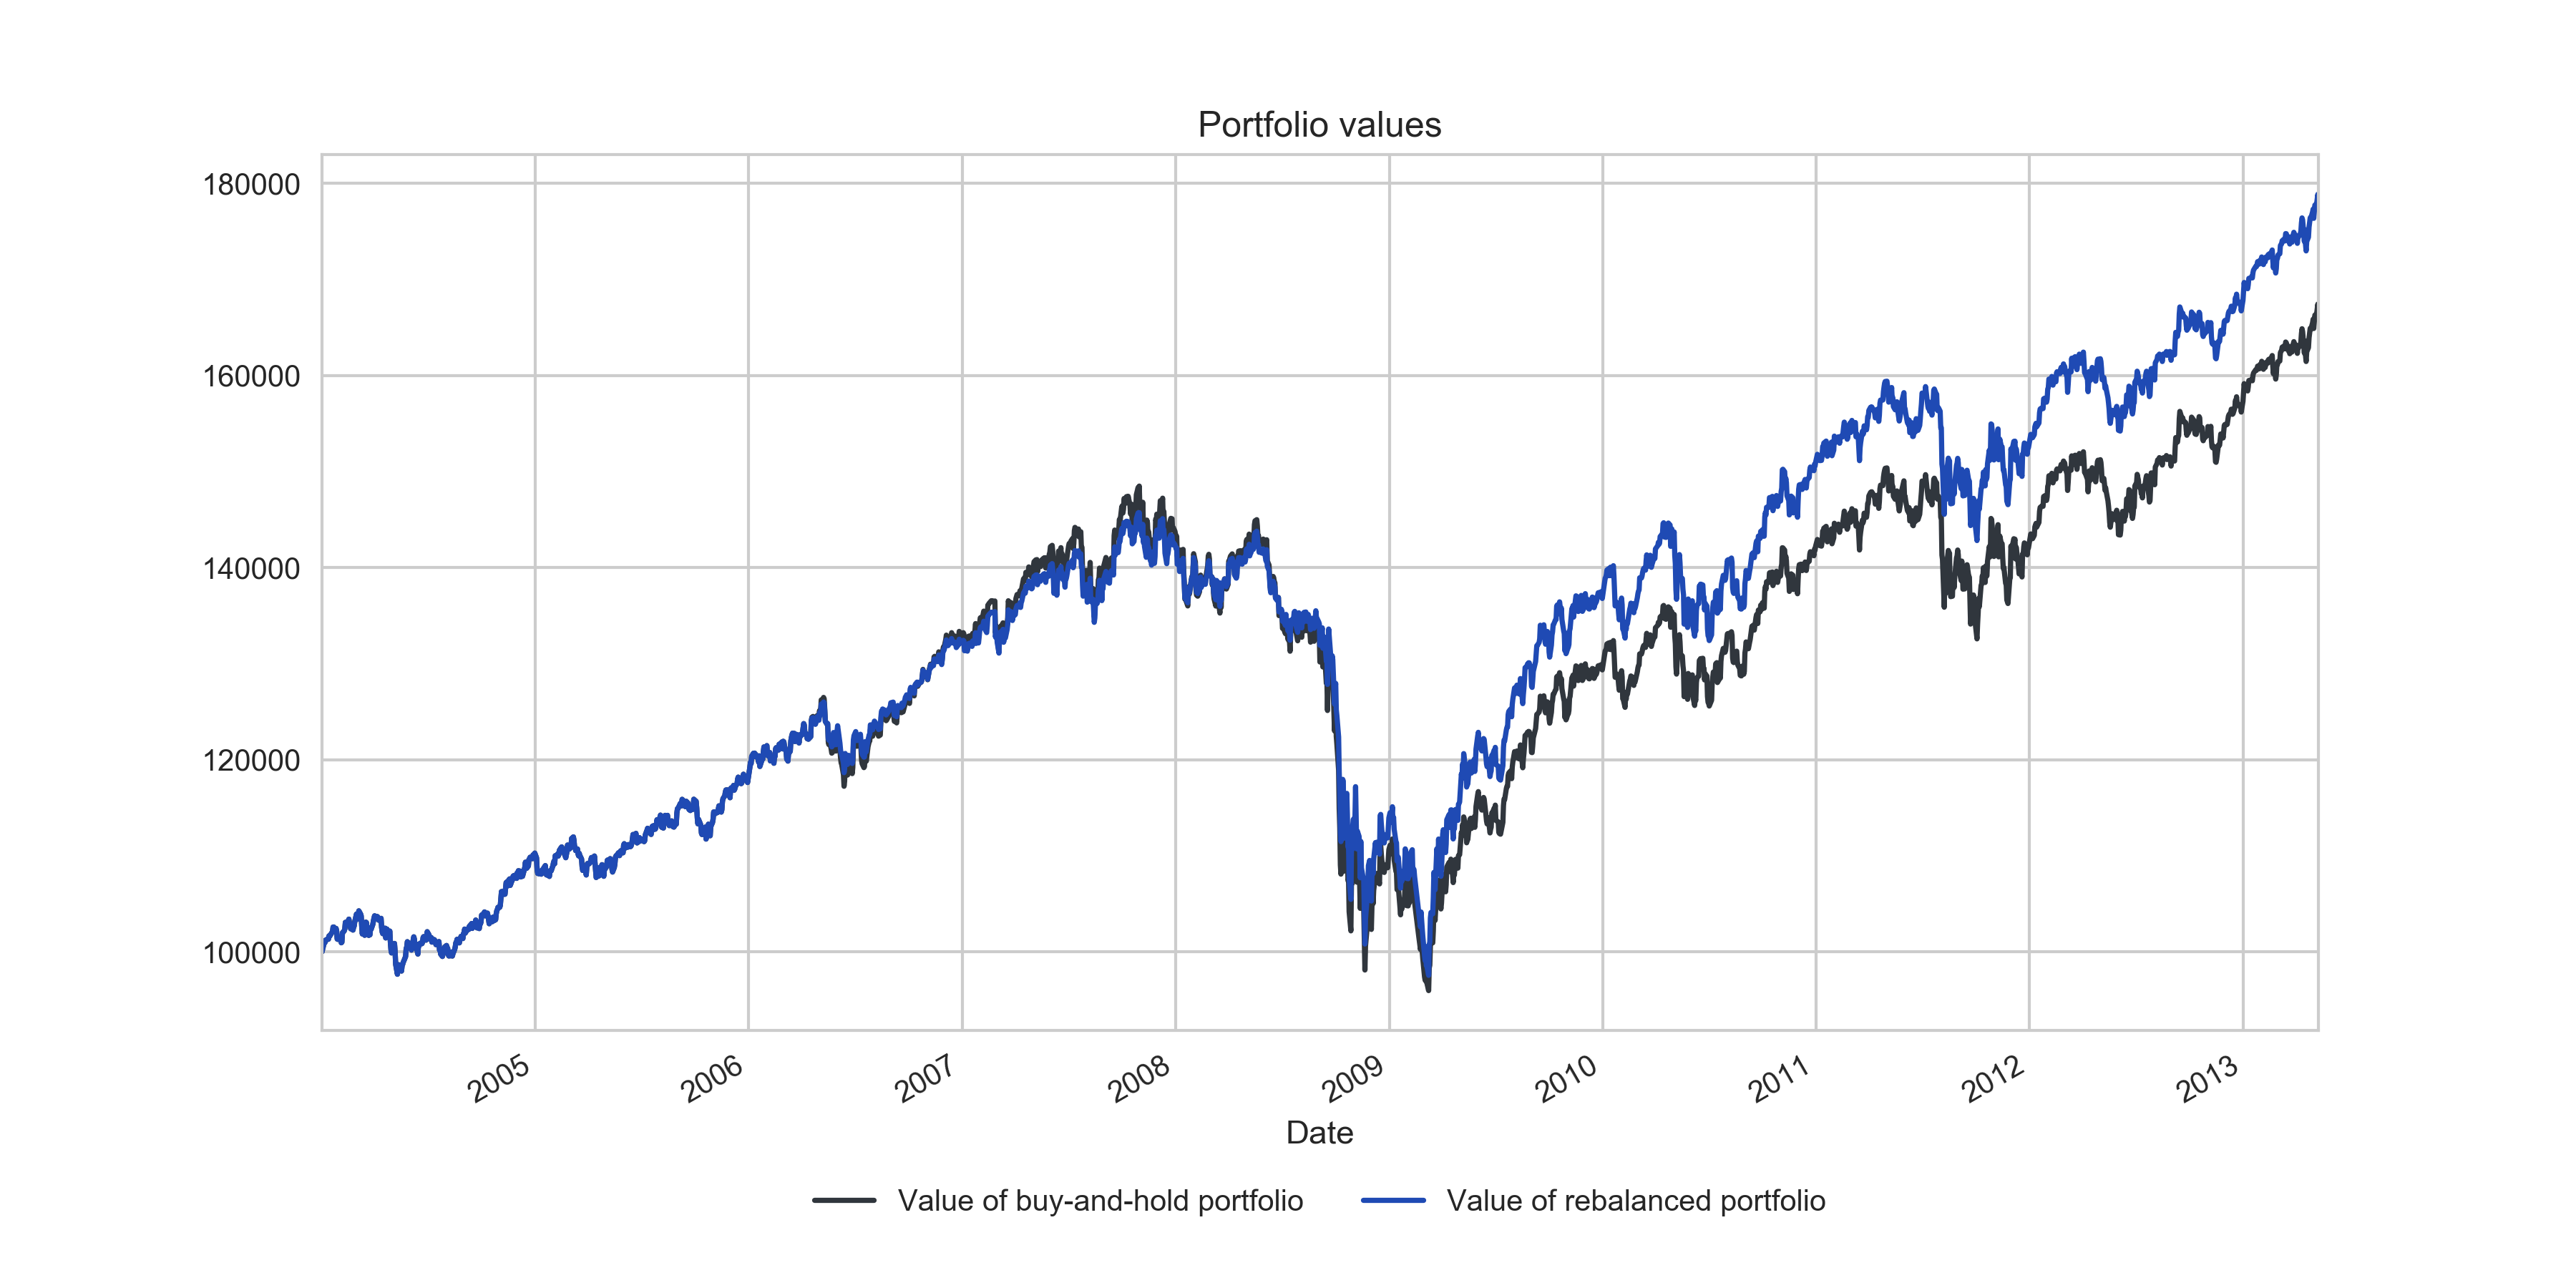 Portfolio values
180000
160000
140000
120000
100000
2005 2006 2007 2008 2009 2010 2011 2012 2013
Date
Value of buy-and-hold portfolio Value of rebalanced portfolio